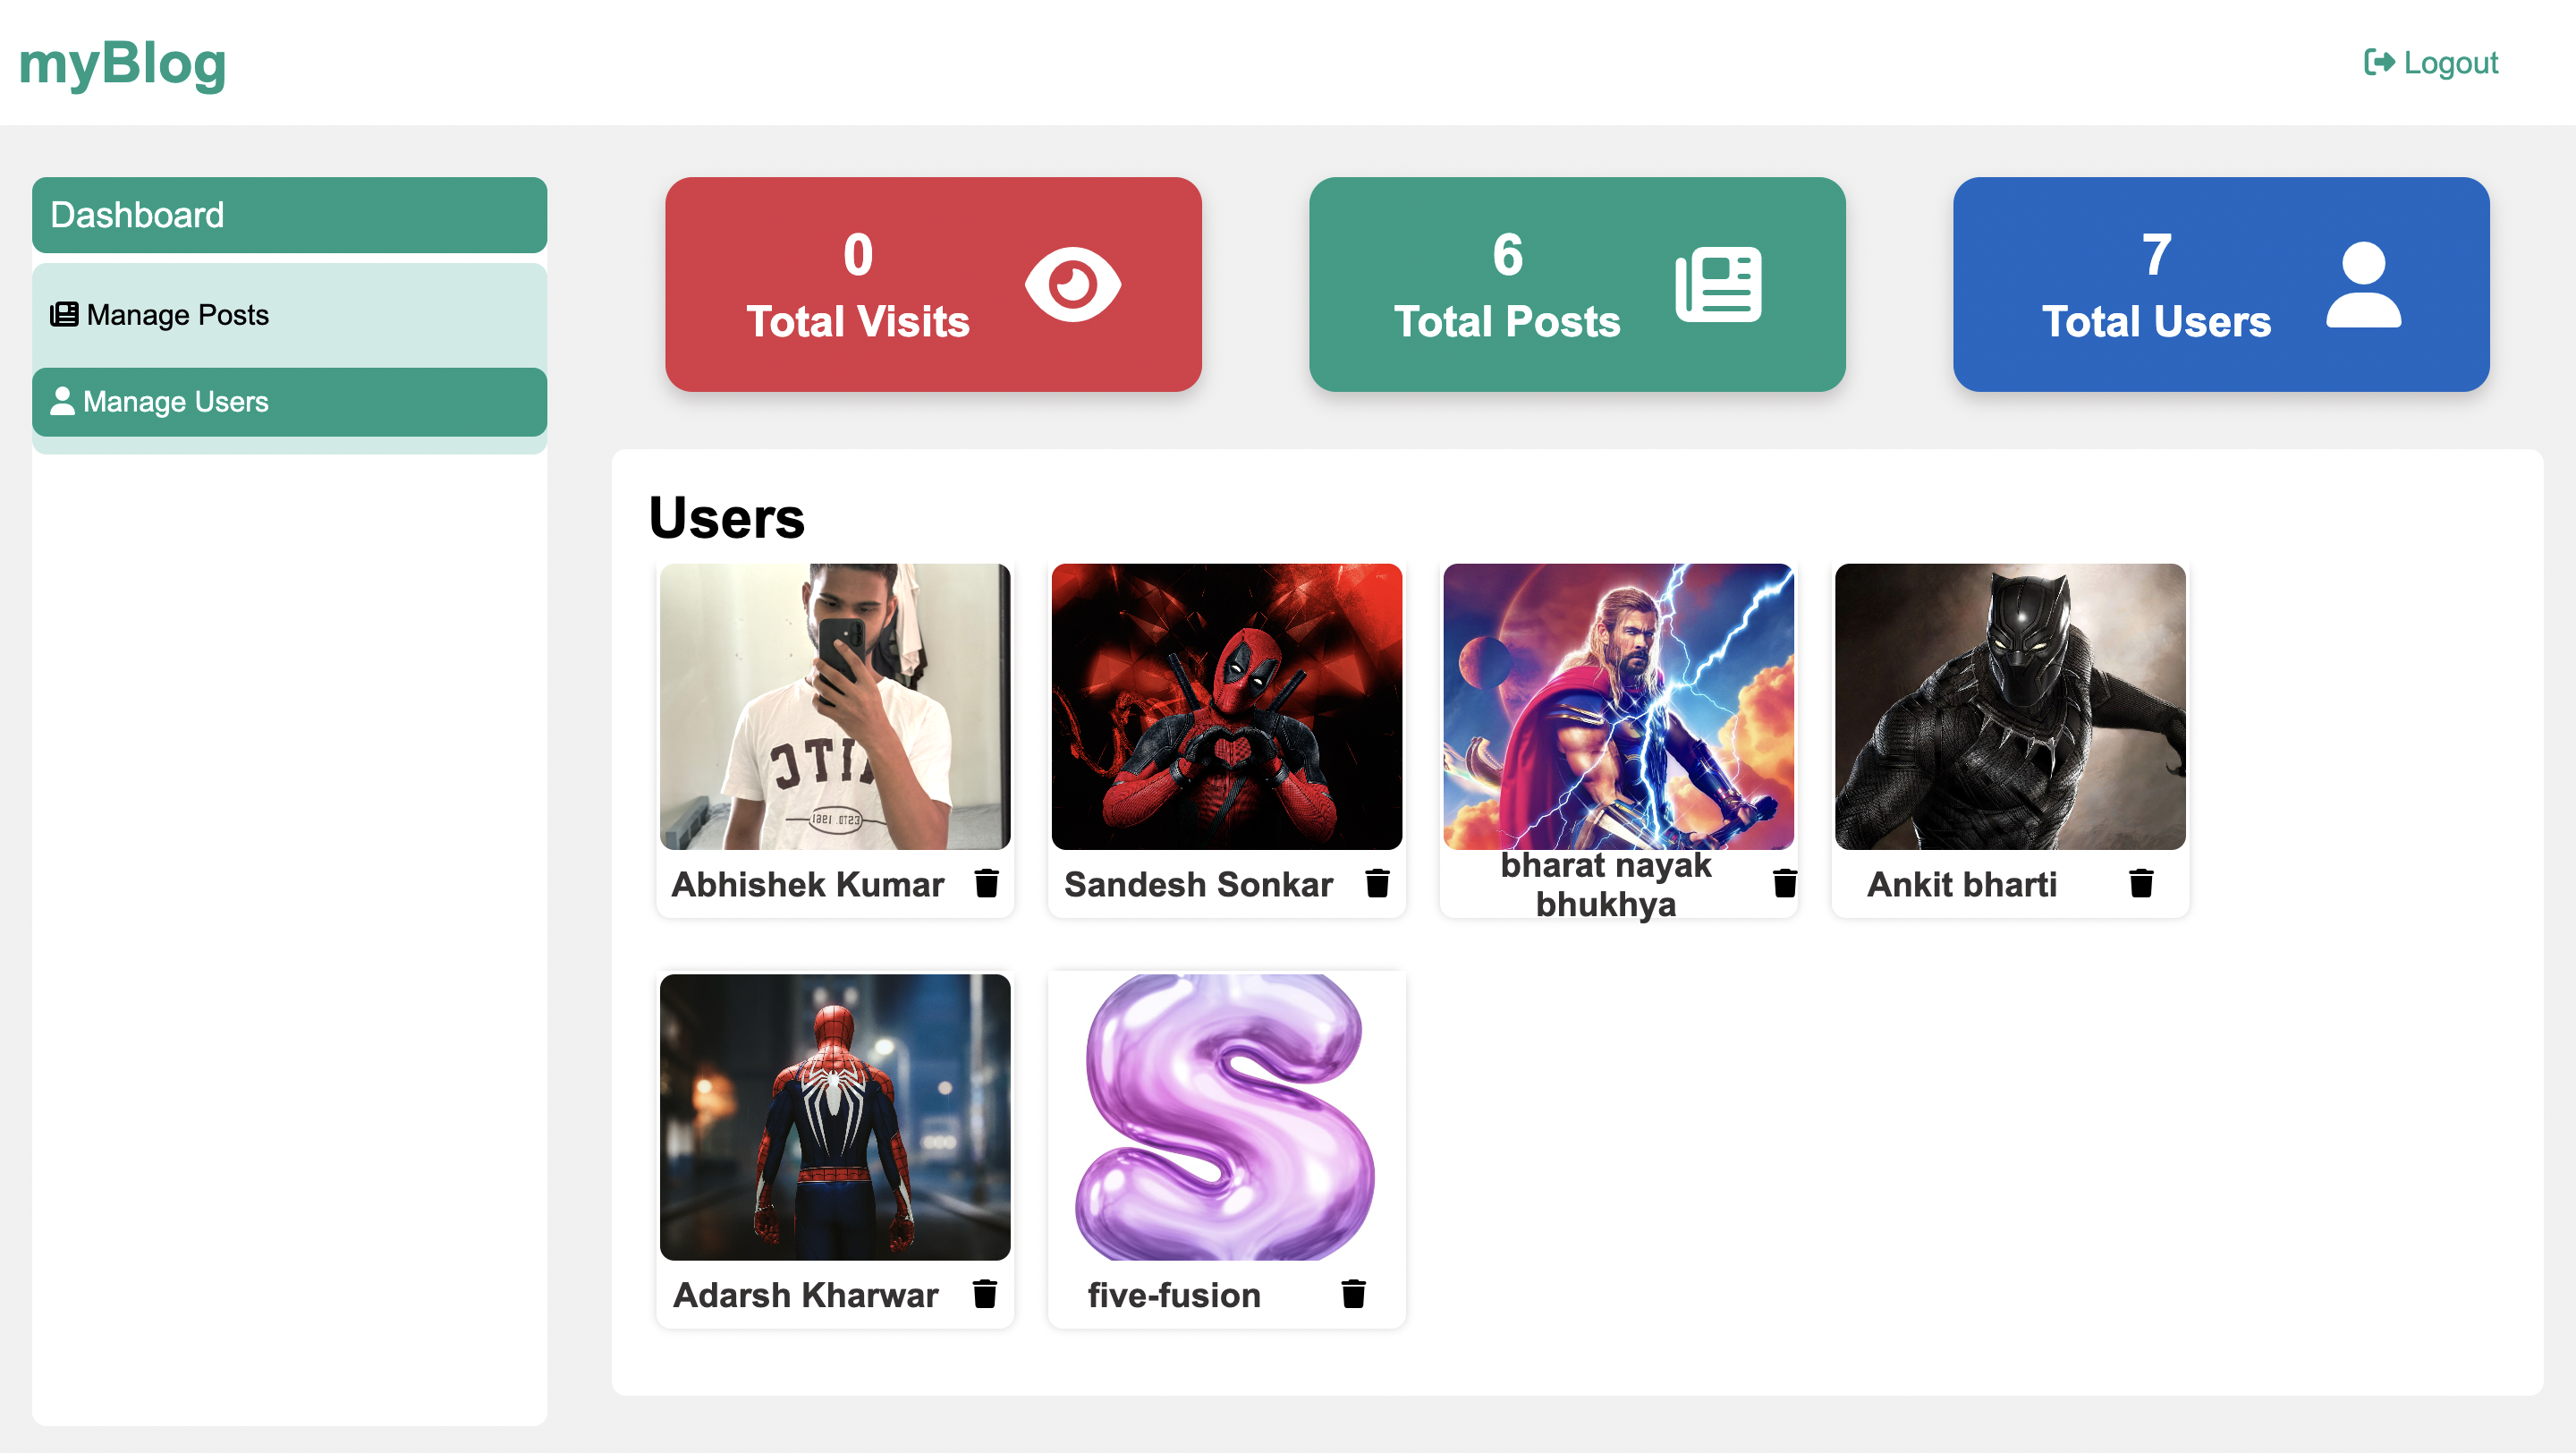 myBlog
Logout
Dashboard
Manage Posts
Manage Users
0
Total Visits
6
Total Posts
7
Total Users
Users
Abhishek Kumar
Sandesh Sonkar
bharat nayak
bhukhya
Ankit bharti
S
Adarsh Kharwar
five-fusion